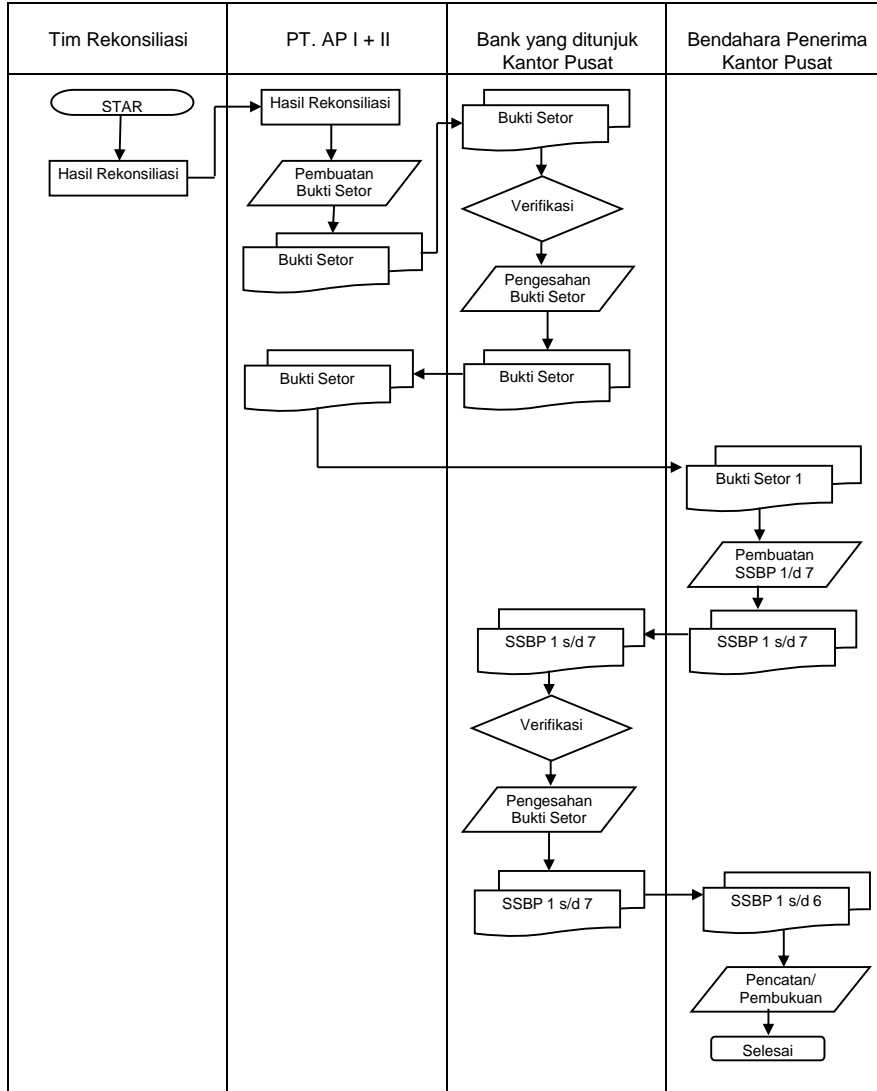 Tim Rekonsiliasi
PT. AP I + II
Bank yang ditunjuk
Kantor Pusat
Bendahara Penerima
Kantor Pusat
STAR
Hasil Rekonsiliasi
Hasil Rekonsiliasi
Pembuatan
Bukti Setor
Bukti Setor
Bukti Setor
Verifikasi
Pengesahan
Bukti Setor
Bukti Setor
Bukti Setor
Bukti Setor 1
Pembuatan
SSBP 1/d 7
SSBP 1 s/d 7
SSBP 1 s/d 7
Verifikasi
Pengesahan
Bukti Setor
SSBP 1 s/d 7
SSBP 1 s/d 6
Pencatan/
Pembukuan
Selesai